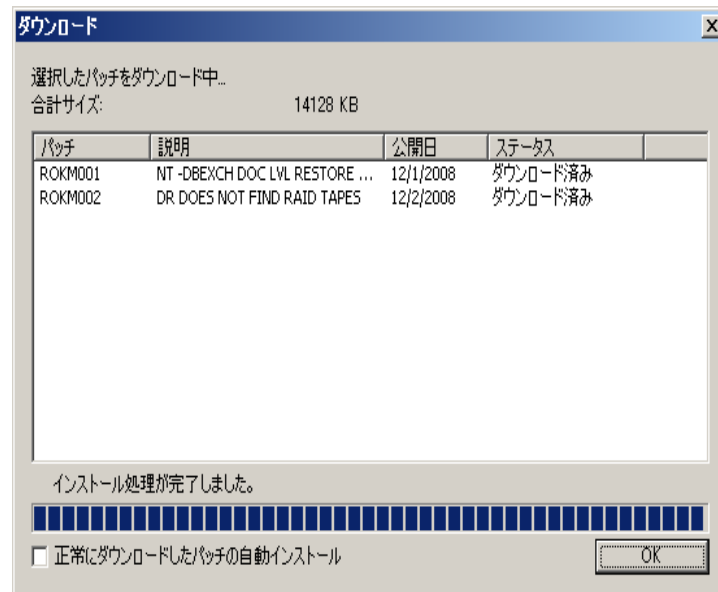 ダウンロード
選択したパッチをダウンロード中...
合計サイズ: 14128 KB
パッチ 説明 公開日 ステータス
ROKM001 NT -DBEXCH DOC LVL RESTORE ... 12/1/2008 ダウンロード済み
ROKM002 DR DOES NOT FIND RAID TAPES 12/2/2008 ダウンロード済み
インストール処理が完了しました。
正常にダウンロードしたパッチの自動インストール OK